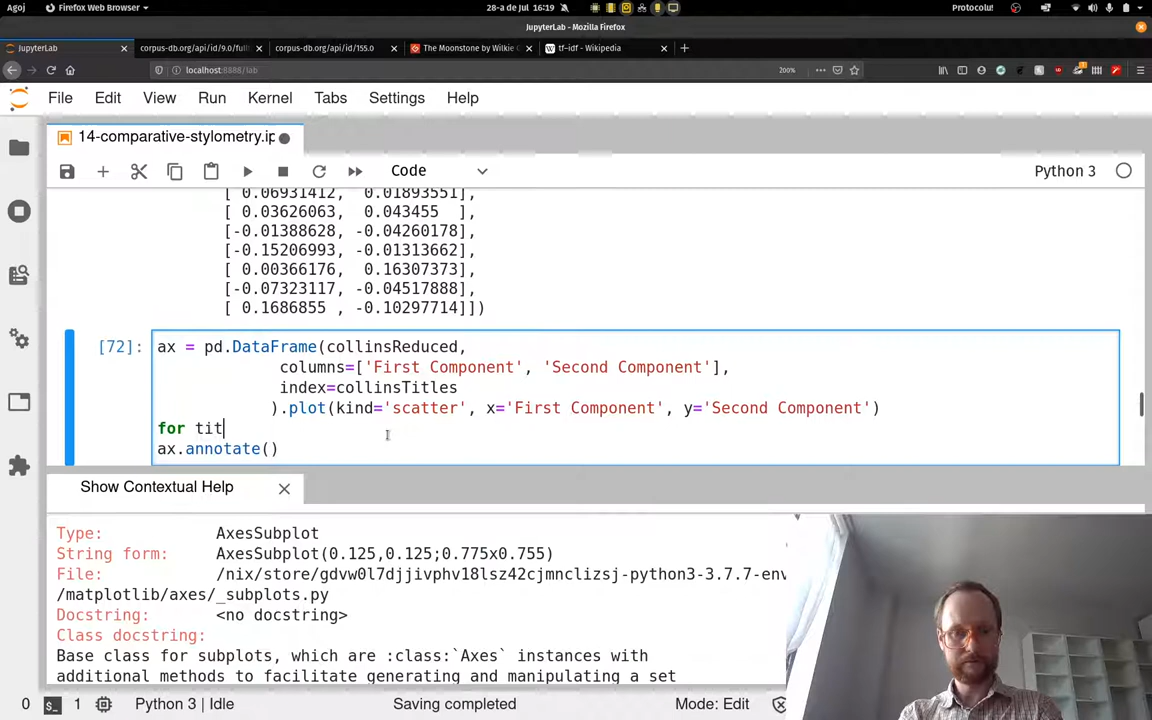 Agoj
Firefox Web Browser
28-a de Jul 16:19
Protocolu!
JupyterLab - Mozilla Firefox
JupyterLab
corpus-db.org/api/id/9.0/fullt
corpus-db.org/api/id/155.0
The Moonstone by Wilkie C
tf-idf - Wikipedia
localhost:8888/lab
200%
File Edit View Run Kernel Tabs Settings Help
14-comparative-stylometry.ip
Code
Python 3
[ 0.06931412, 0.01893551],
[ 0.03626063, 0.043455 ],
[-0.01388628, -0.04260178],
[-0.15206993, -0.01313662],
[ 0.00366176, 0.16307373],
[-0.07323117, -0.04517888],
[ 0.1686855 , -0.10297714]])
[72]: ax = pd.DataFrame(collinsReduced,
columns=['First Component', 'Second Component'],
index=collinsTitles
).plot(kind='scatter', x='First Component', y='Second Component')
for tit
ax.annotate()
Show Contextual Help
Type: AxesSubplot
String form: AxesSubplot(0.125,0.125;0.775x0.755)
File: /nix/store/gdvw0l7djjivphv18lsz42cjmnclizsj-python3-3.7.7-env
/matplotlib/axes/_subplots.py
Docstring: <no docstring>
Class docstring:
Base class for subplots, which are :class:`Axes` instances with
additional methods to facilitate generating and manipulating a set
0 1 Python 3 | Idle Saving completed Mode: Edit